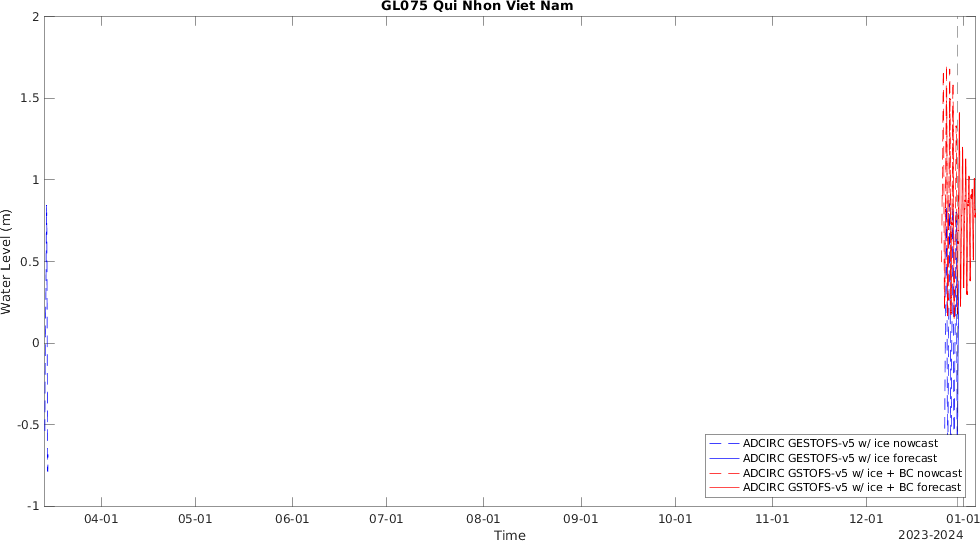 GL075 Qui Nhon Viet Nam
2
1.5
1
0.5
0
-0.5
-1
Water Level (m)
ADCIRC GESTOFS-v5 w/ ice nowcast
ADCIRC GESTOFS-v5 w/ ice forecast
ADCIRC GSTOFS-v5 w/ ice + BC nowcast
ADCIRC GSTOFS-v5 w/ ice + BC forecast
04-01 05-01 06-01 07-01 08-01 09-01 10-01 11-01 12-01 01-01
Time
2023-2024